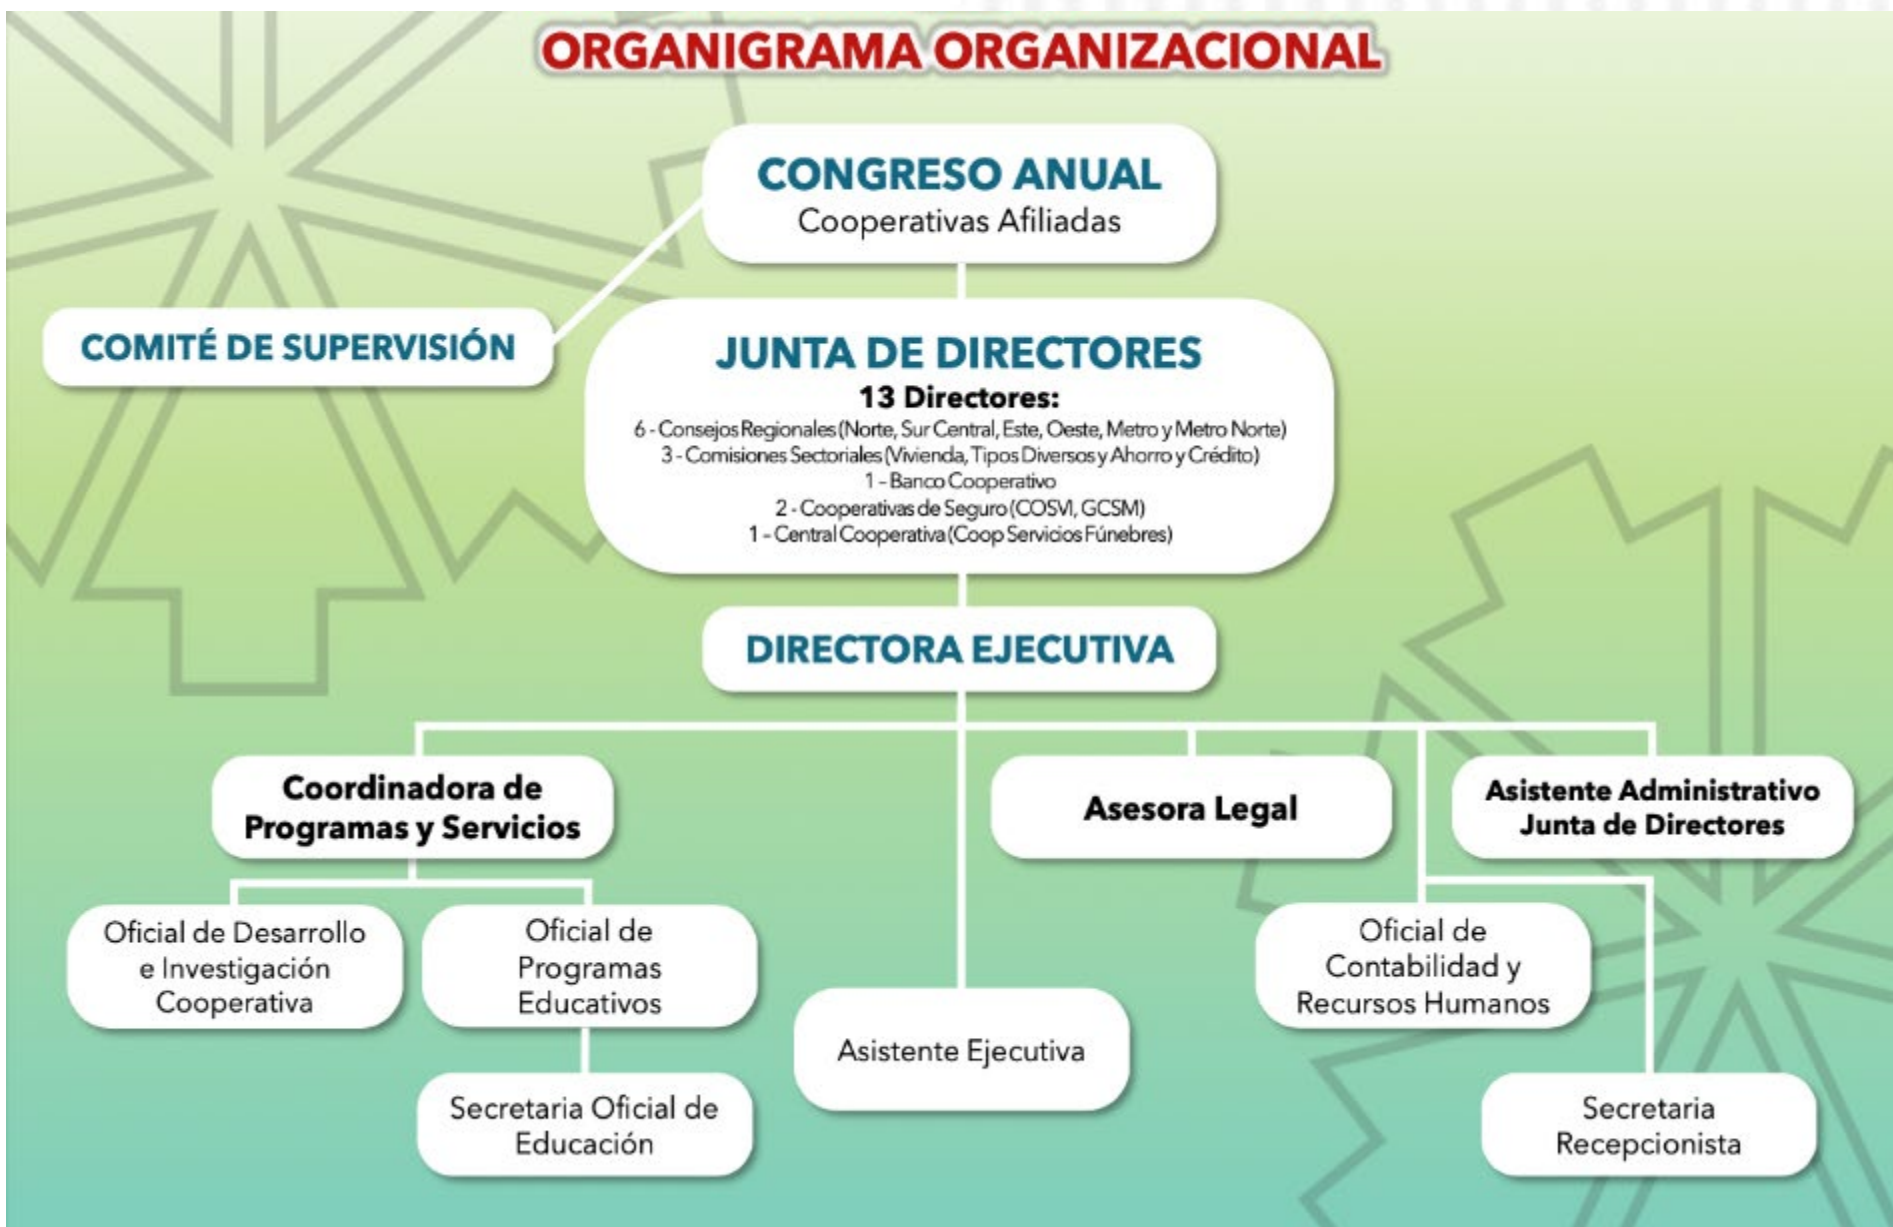 ORGANIGRAMA ORGANIZACIONAL
CONGRESO ANUAL
Cooperativas Afiliadas
COMITÉ DE SUPERVISIÓN
JUNTA DE DIRECTORES
13 Directores:
6 - Consejos Regionales (Norte, Sur Central, Este, Oeste, Metro y Metro Norte)
3 - Comisiones Sectoriales (Vivienda, Tipos Diversos y Ahorro y Crédito)
1 - Banco Cooperativo
2 - Cooperativas de Seguro (COSVI, GCSM)
1 - Central Cooperativa (Coop Servicios Fúnebres)
DIRECTORA EJECUTIVA
Coordinadora de
Programas y Servicios
Asesora Legal
Asistente Administrativo
Junta de Directores
Oficial de Desarrollo
e Investigación
Cooperativa
Oficial de
Programas
Educativos
Asistente Ejecutiva
Oficial de
Contabilidad y
Recursos Humanos
Secretaria Oficial de
Educación
Secretaria
Recepcionista